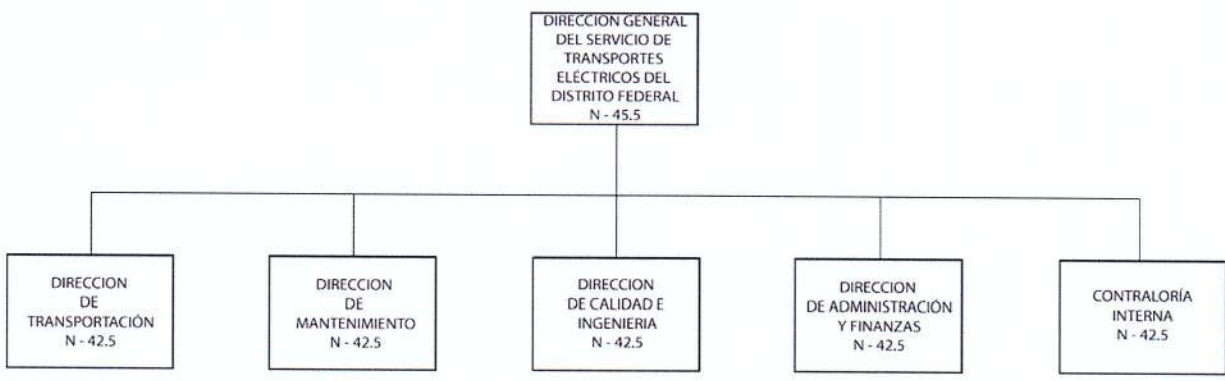 DIRECCION GENERAL
DEL SERVICIO DE
TRANSPORTES
ELÉCTRICOS DEL
DISTRITO FEDERAL
N - 45.5
DIRECCION
DE
TRANSPORTACIÓN
N - 42.5
DIRECCION
DE
MANTENIMIENTO
N - 42.5
DIRECCION
DE CALIDAD E
INGENIERIA
N - 42.5
DIRECCION
DE ADMINISTRACIÓN
Y FINANZAS
N - 42.5
CONTRALORÍA
INTERNA
N - 42.5